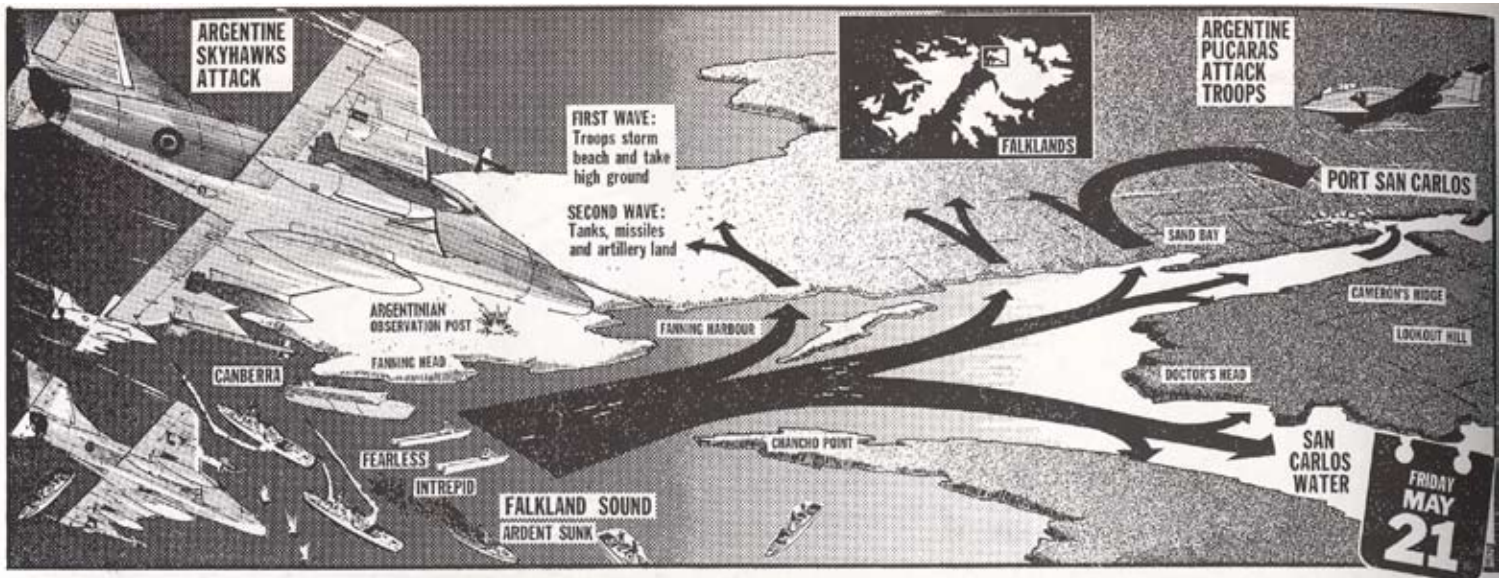 ARGENTINE
SKYHAWKS
ATTACK
FIRST WAVE:
Troops storm
beach and take
high ground
SECOND WAVE:
Tanks, missiles
and artillery land
FALKLANDS
ARGENTINE
PUCARAS
ATTACK
TROOPS
PORT SAN CARLOS
SAND BAY
CAMERON'S RIDGE
LOOKOUT HILL
DOCTOR'S HEAD
ARGENTINIAN
OBSERVATION POST
FANNING HARBOUR
FANNING HEAD
CANBERRA
FEARLESS
INTREPID
CHANCHO POINT
FALKLAND SOUND
ARDENT SUNK
SAN
CARLOS
WATER
FRIDAY
MAY
21